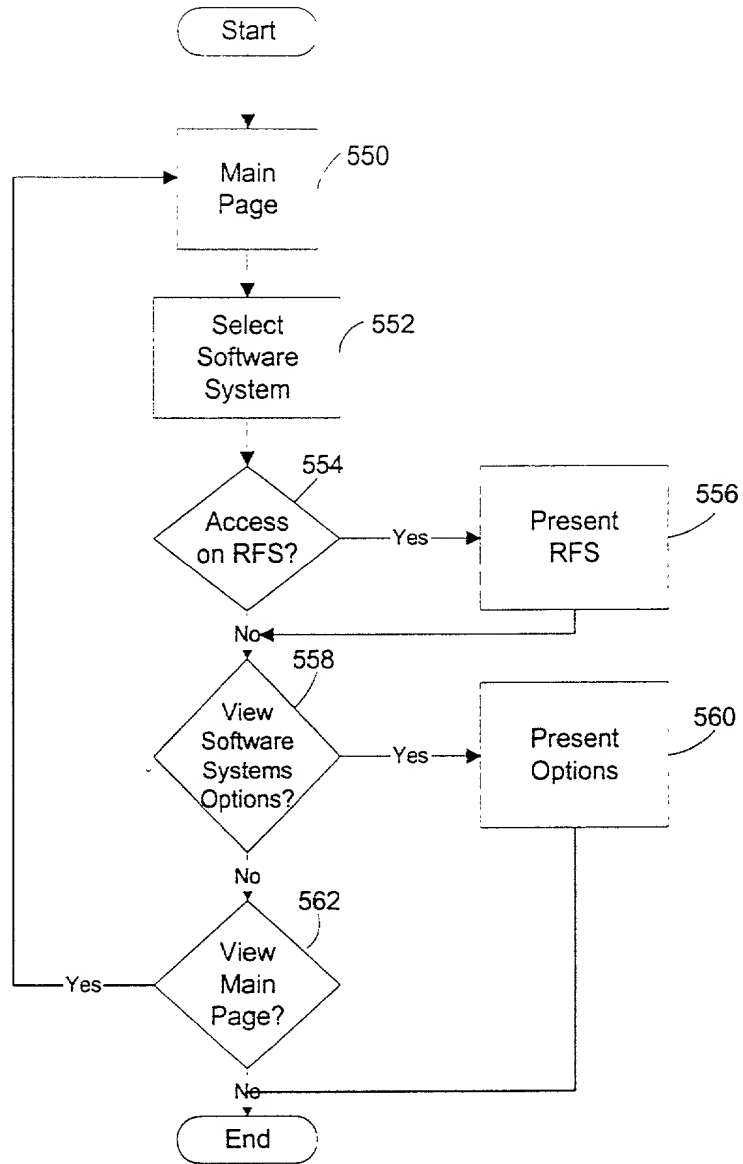 Start
Main
Page
550
Select
Software
System
552
554
Access
on RFS?
Yes
Present
RFS
556
No
558
View
Software
Systems
Options?
Yes
Present
Options
560
No
562
View
Main
Page?
Yes
No
End